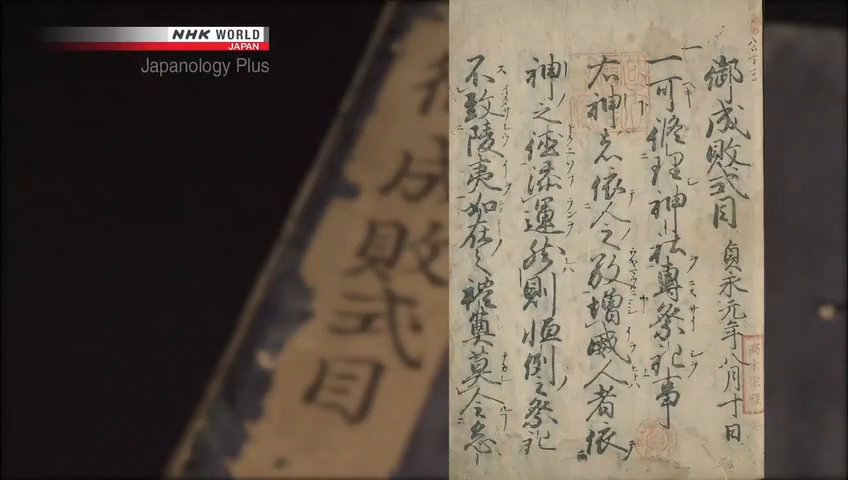 NHK WORLD
JAPAN
Japanology Plus
成敗式目
御成敗式目 貞永元年八月十日
一可脩理神社專祭祀事
右神者依人之敬増威人者依
神之徳添運然則恒例之祭祀
不致陵夷如在之禮奠莫令怠